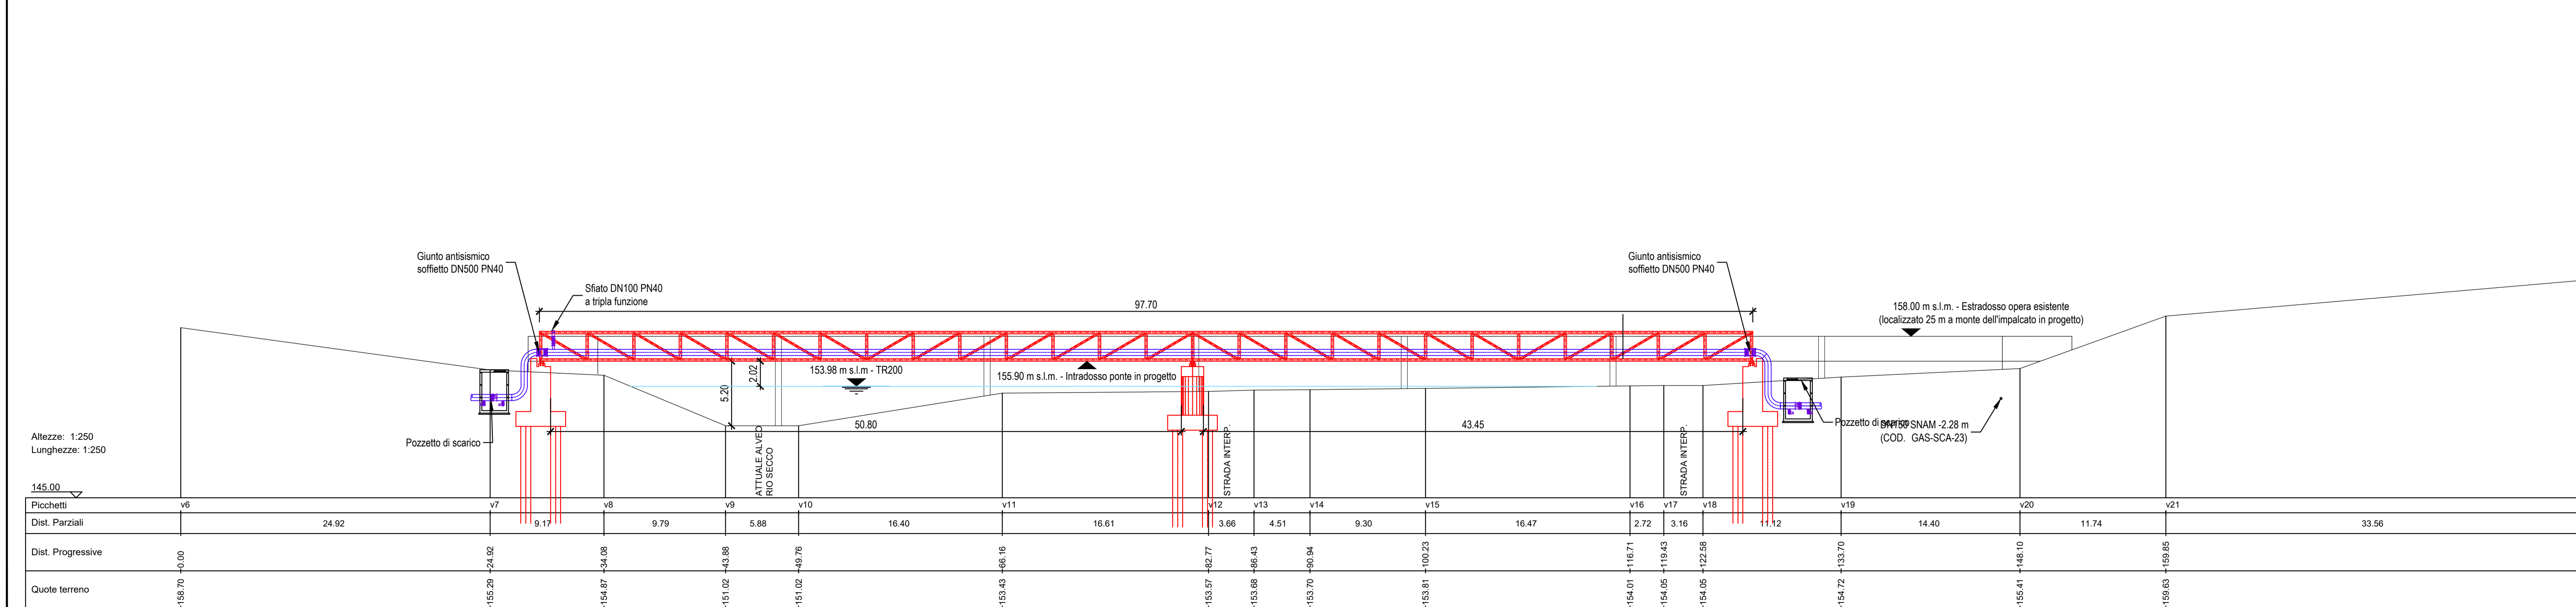 Giunto antisismico
soffietto DN500 PN40
Sfiato DN100 PN40
a tripla funzione
97.70
Giunto antisismico
soffietto DN500 PN40
158.00 m s.l.m. - Estradosso opera esistente
(localizzato 25 m a monte dell'impalcato in progetto)
5.20
2.02
153.98 m s.l.m - TR200
155.90 m s.l.m. - Intradosso ponte in progetto
Pozzetto di scarico
50.80
43.45
Pozzetto di scarico
DN150 SNAM -2.28 m
(COD. GAS-SCA-23)
ATTUALE ALVEO
RIO SECCO
STRADA INTERP.
STRADA INTERP.
Altezze: 1:250
Lunghezze: 1:250
145.00
Picchetti v6 v7 v8 v9 v10 v11 v12 v13 v14 v15 v16 v17 v18 v19 v20 v21
Dist. Parziali 24.92 9.17 9.79 5.88 16.40 16.61 3.66 4.51 9.30 16.47 2.72 3.16 11.12 14.40 11.74 33.56
Dist. Progressive -0.00 -24.92 -34.08 -43.88 -49.76 -66.16 -82.77 -86.43 -90.94 -100.23 -116.71 -119.43 -122.58 -133.70 -148.10 -159.85
Quote terreno -158.70 -155.29 -154.87 -151.02 -151.02 -153.43 -153.57 -153.68 -153.70 -153.81 -154.01 -154.05 -154.05 -154.72 -155.41 -159.63